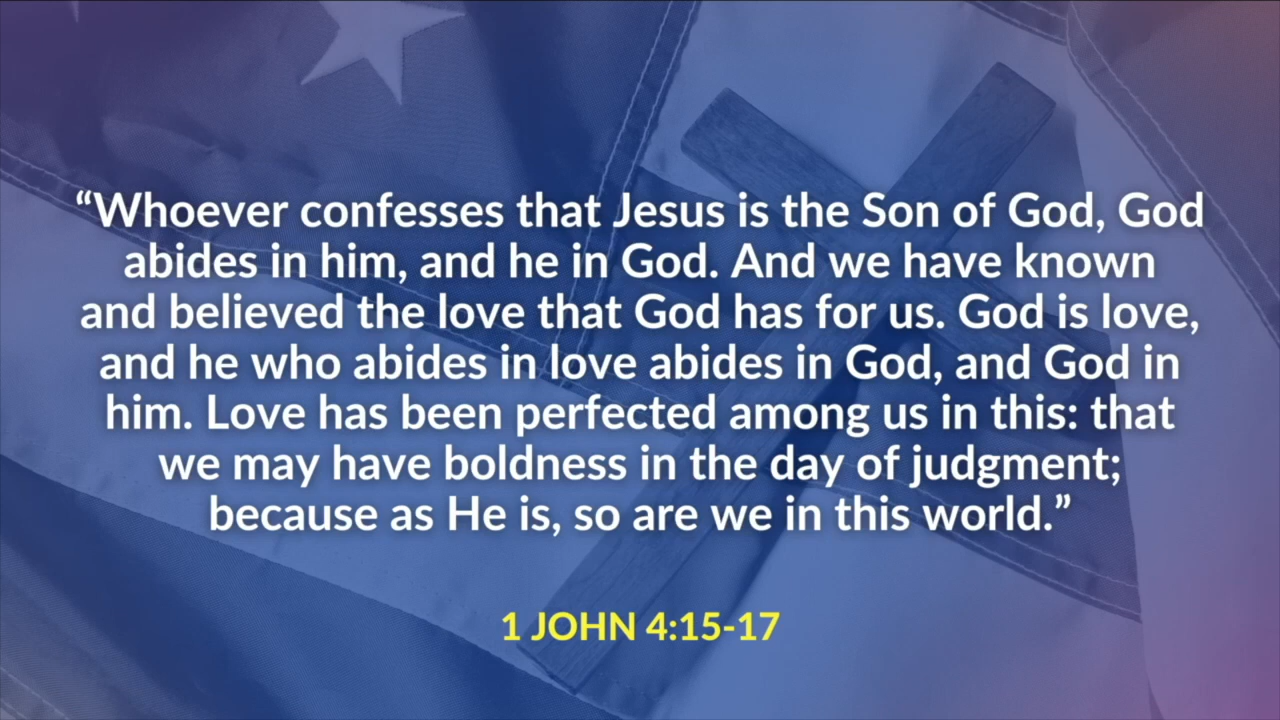 “Whoever confesses that Jesus is the Son of God, God
abides in him, and he in God. And we have known
and believed the love that God has for us. God is love,
and he who abides in love abides in God, and God in
him. Love has been perfected among us in this: that
we may have boldness in the day of judgment;
because as He is, so are we in this world.”
1 JOHN 4:15-17